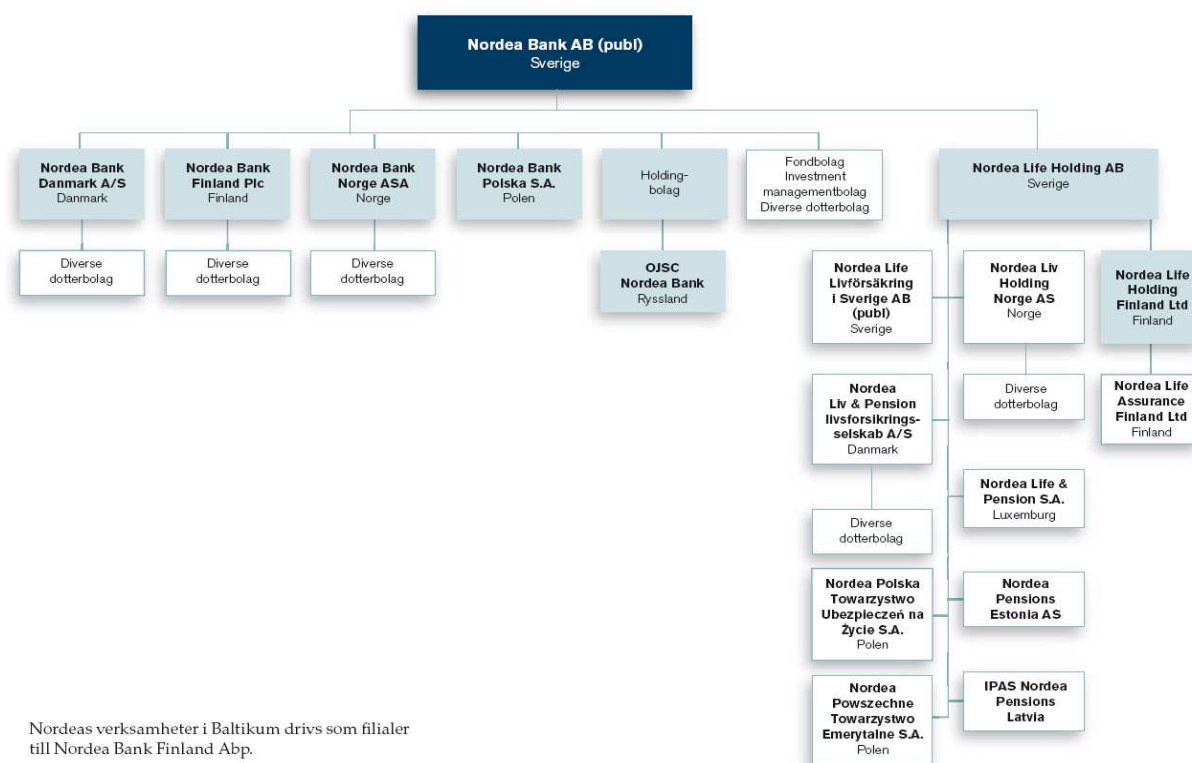 Nordea Bank AB (publ)
Sverige
Nordea Bank
Danmark A/S
Danmark
Nordea Bank
Finland Plc
Finland
Nordea Bank
Norge ASA
Norge
Nordea Bank
Polska S.A.
Polen
Holding-
bolag
Fondbolag
Investment
managementbolag
Diverse dotterbolag
Nordea Life Holding AB
Sverige
Diverse
dotterbolag
Diverse
dotterbolag
Diverse
dotterbolag
OJSC
Nordea Bank
Ryssland
Nordea Life
Livförsäkring
i Sverige AB
(publ)
Sverige
Nordea Liv
Holding
Norge AS
Norge
Nordea Life
Holding
Finland Ltd
Finland
Nordea
Liv & Pension
livsforsikrings-
selskab A/S
Danmark
Diverse
dotterbolag
Nordea Life
Assurance
Finland Ltd
Finland
Nordea Life &
Pension S.A.
Luxemburg
Diverse
dotterbolag
Nordea Polska
Towarzystwo
Ubezpieczeń na
Życie S.A.
Polen
Nordea
Pensions
Estonia AS
Nordea
Powszechne
Towarzystwo
Emerytalne S.A.
Polen
IPAS Nordea
Pensions
Latvia
Nordeas verksamheter i Baltikum drivs som filialer
till Nordea Bank Finland Abp.